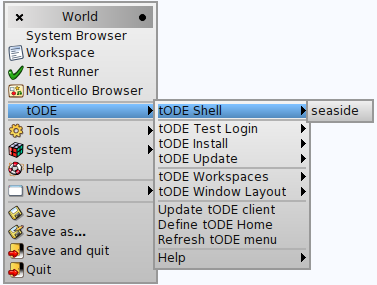 World
System Browser
Workspace
Test Runner
Monticello Browser
tODE
Tools
System
Help
Windows
Save
Save as...
Save and quit
Quit
tODE Shell
tODE Test Login
tODE Install
tODE Update
tODE Workspaces
tODE Window Layout
Update tODE client
Define tODE Home
Refresh tODE menu
Help
seaside